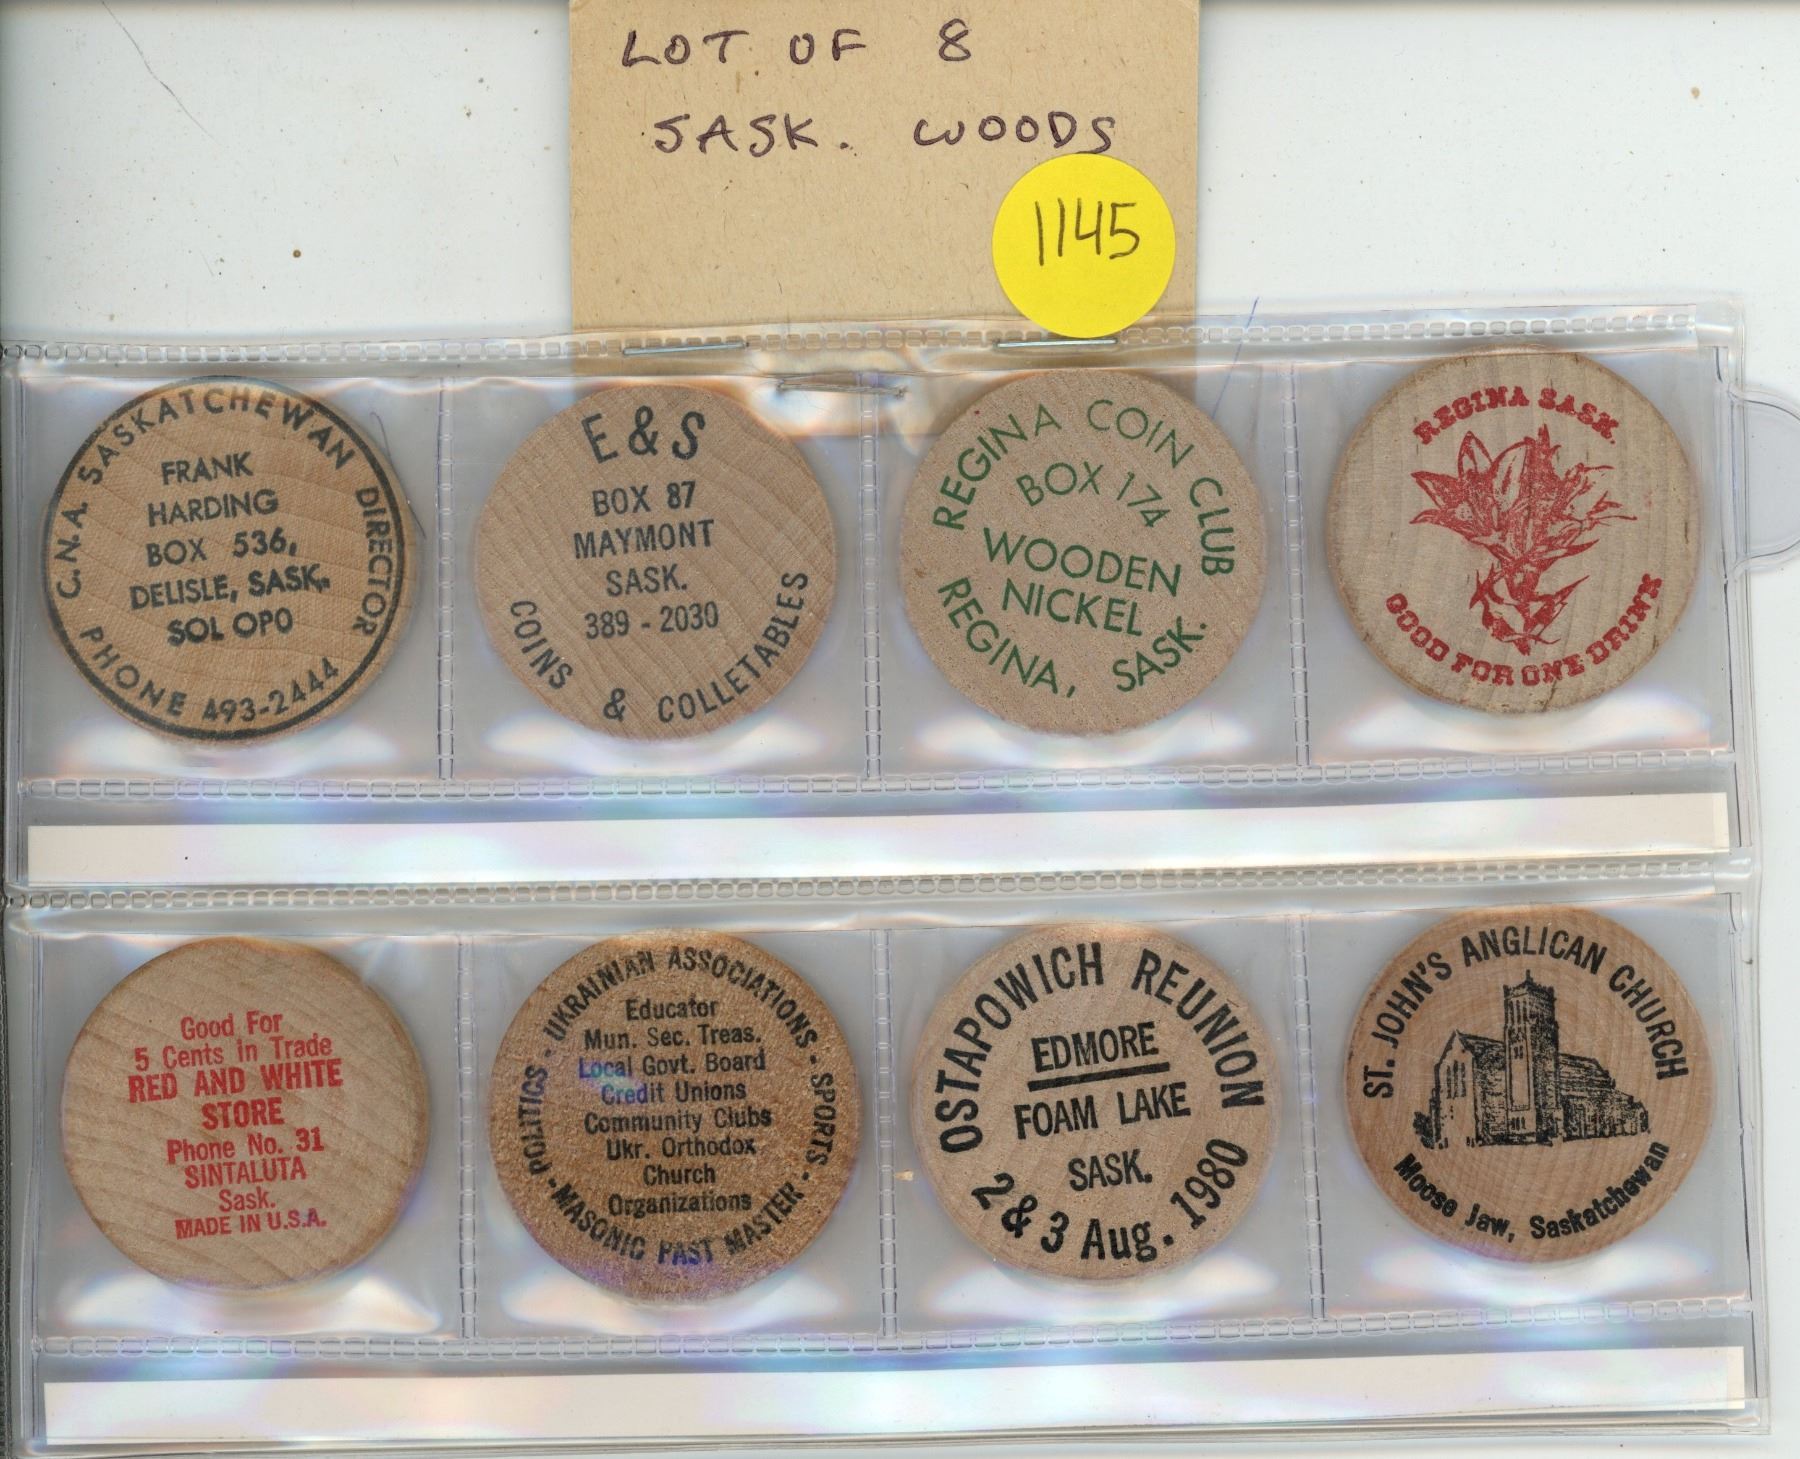 LOT OF 8
SASK. WOODS
1145
C.N.A. SASKATCHEWAN DIRECTOR
FRANK
HARDING
BOX 536,
DELISLE, SASK.
SOL OPO
PHONE 493-2444
E & S
BOX 87
MAYMONT
SASK.
389 - 2030
COINS & COLLETABLES
REGINA COIN CLUB
BOX 174
WOODEN
NICKEL
REGINA, SASK.
REGINA SASK.
GOOD FOR ONE DRINK
Good For
5 Cents in Trade
RED AND WHITE
STORE
Phone No. 31
SINTALUTA
Sask.
MADE IN U.S.A.
POLITICS - UKRAINIAN ASSOCIATIONS - SPORTS -
Educator
Mun. Sec. Treas.
Local Govt. Board
Credit Unions
Community Clubs
Ukr. Orthodox
Church
Organizations
- MASONIC PAST MASTER -
OSTAPOWICH REUNION
EDMORE
FOAM LAKE
SASK.
2 & 3 Aug. 1980
ST. JOHN'S ANGLICAN CHURCH
Moose Jaw, Saskatchewan